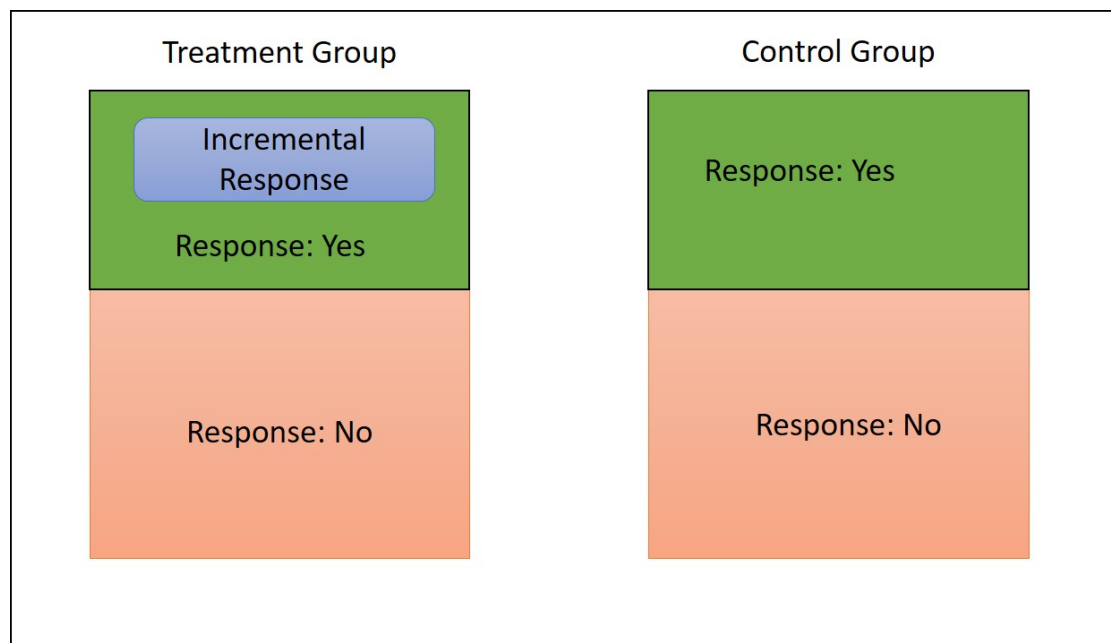 Treatment Group
Control Group
Incremental
Response
Response: Yes
Response: Yes
Response: No
Response: No